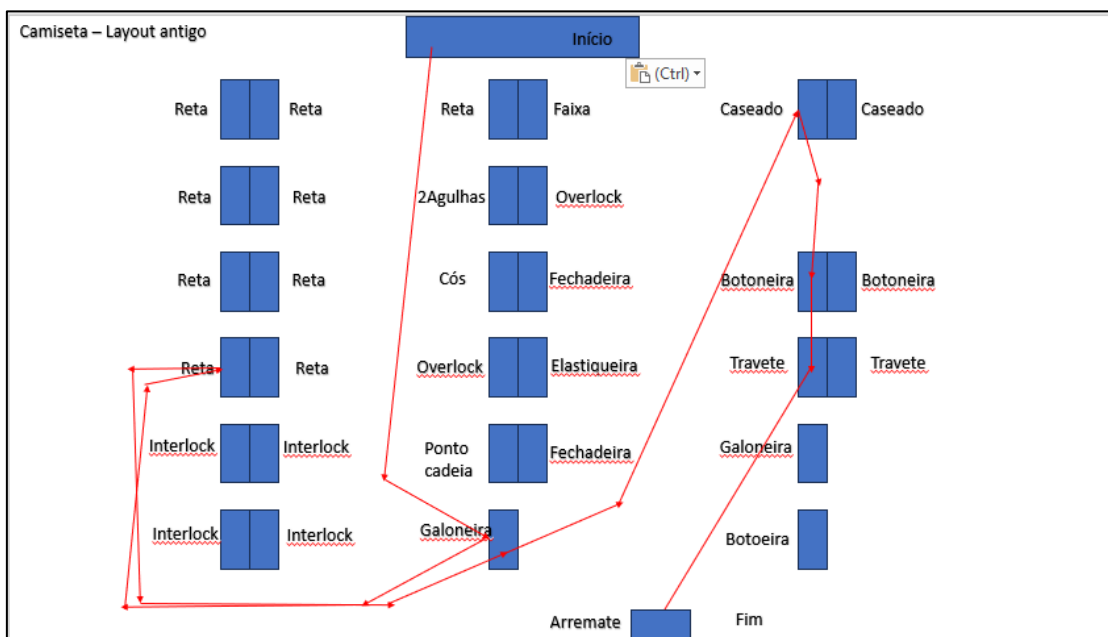 Camiseta – Layout antigo
Início
(Ctrl)
Reta Reta Reta Faixa Caseado Caseado
Reta Reta 2Agulhas Overlock
Reta Reta Cós Fechadeira Botoneira Botoneira
Reta Reta Overlock Elastiqueira Travete Travete
Interlock Interlock Ponto Fechadeira Galoneira
cadeia
Interlock Interlock Galoneira Botoeira
Arremate Fim